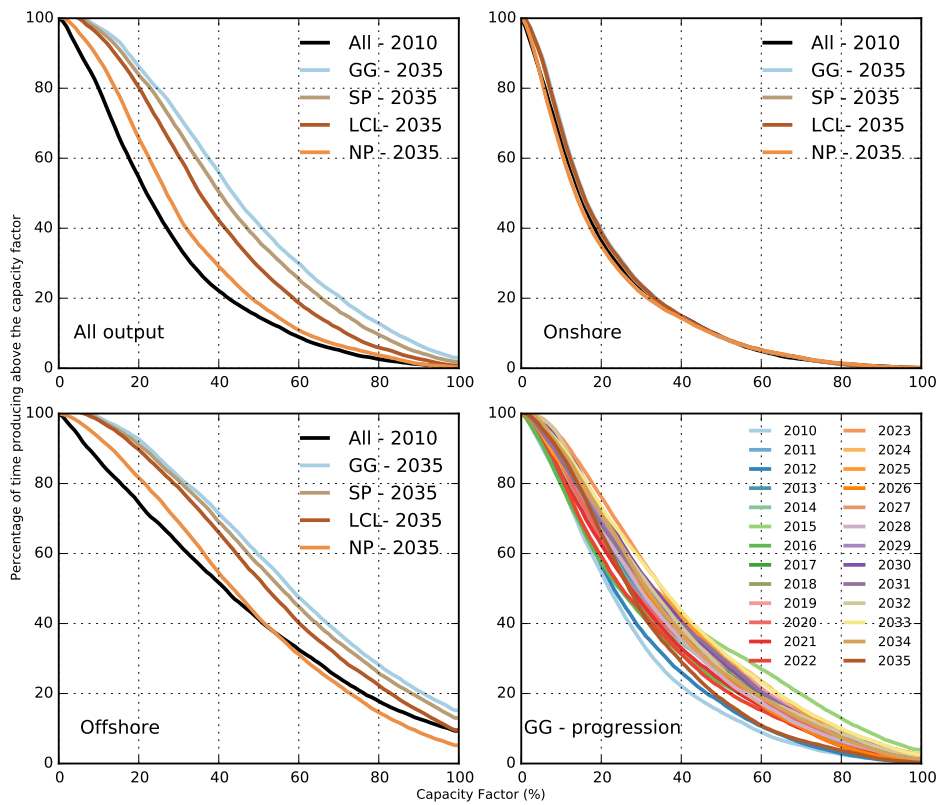 Percentage of time producing above the capacity factor
100
80
60
40
20
0
0 20 40 60 80 100
All - 2010
GG - 2035
SP - 2035
LCL- 2035
NP - 2035
All output
100
80
60
40
20
0
0 20 40 60 80 100
All - 2010
GG - 2035
SP - 2035
LCL- 2035
NP - 2035
Onshore
100
80
60
40
20
0
0 20 40 60 80 100
All - 2010
GG - 2035
SP - 2035
LCL- 2035
NP - 2035
Offshore
100
80
60
40
20
0
0 20 40 60 80 100
2010
2011
2012
2013
2014
2015
2016
2017
2018
2019
2020
2021
2022
2023
2024
2025
2026
2027
2028
2029
2030
2031
2032
2033
2034
2035
GG - progression
Capacity Factor (%)